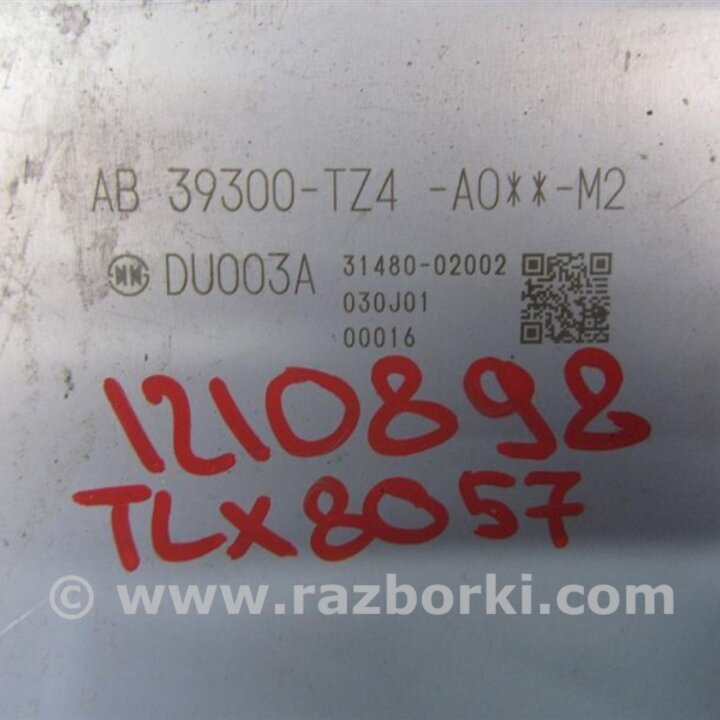 AB 39300-TZ4 -A0**-M2
DU003A 31480-02002
030J01
00016
1210898
TLX8057
© www.razborki.com